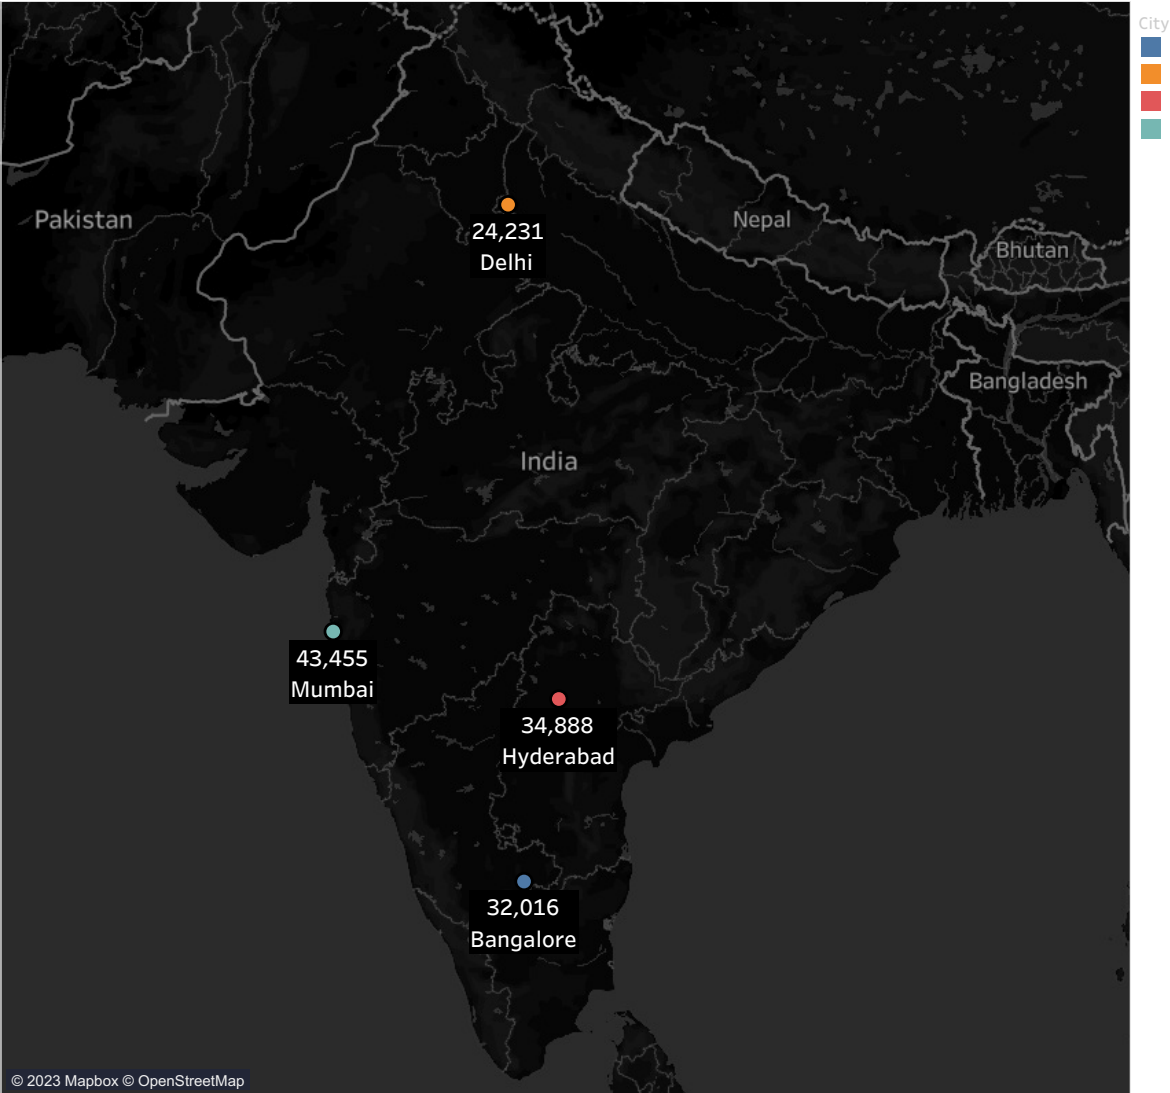 City
Pakistan
24,231
Delhi
Nepal
Bhutan
Bangladesh
India
43,455
Mumbai
34,888
Hyderabad
32,016
Bangalore
© 2023 Mapbox © OpenStreetMap